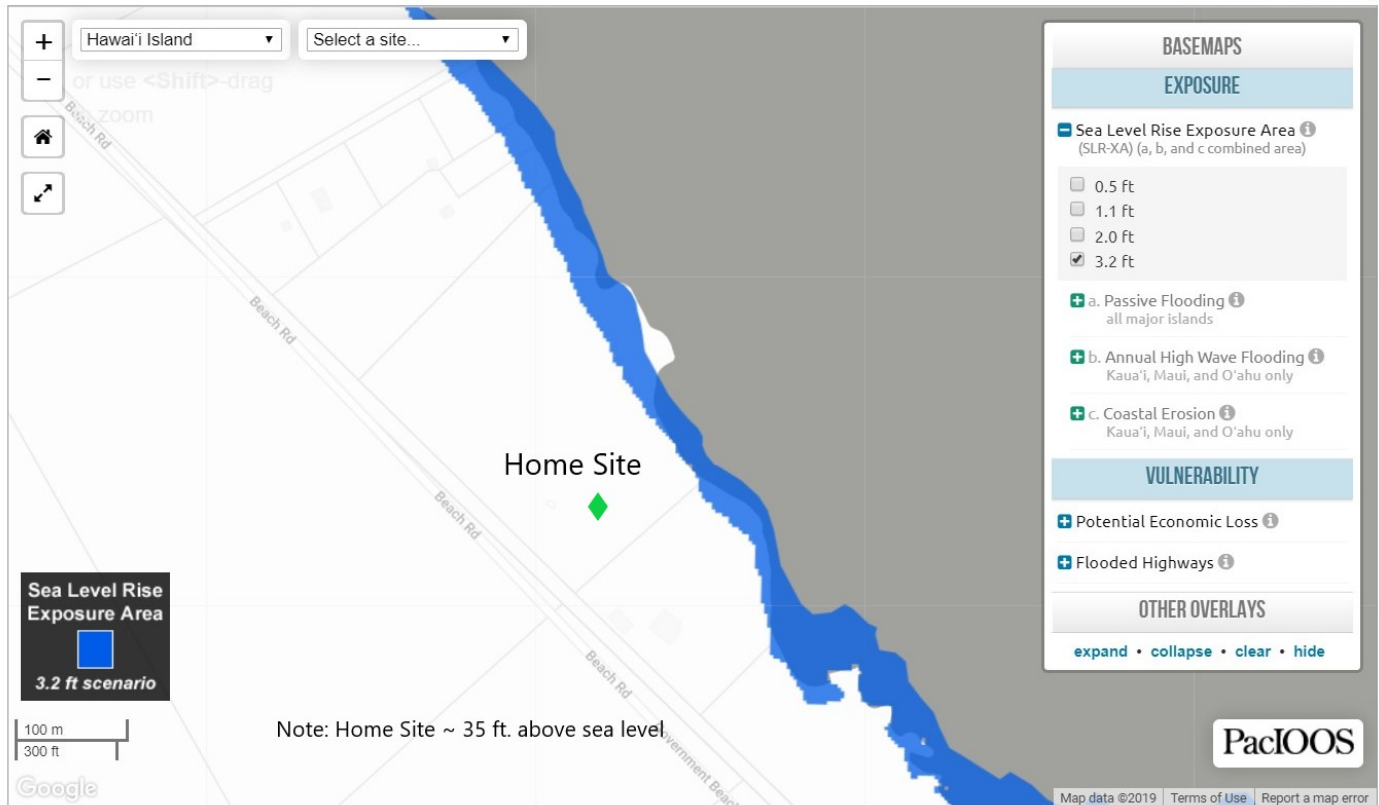 +
−
Hawaiʻi Island
Select a site...
or use <Shift>-drag
zoom
Beach Rd
Beach Rd
Home Site
Beach Rd
Beach Rd
Government Beach
Sea Level Rise
Exposure Area
3.2 ft scenario
100 m
300 ft
Note: Home Site ~ 35 ft. above sea level
Google
BASEMAPS
EXPOSURE
Sea Level Rise Exposure Area
(SLR-XA) (a, b, and c combined area)
0.5 ft
1.1 ft
2.0 ft
3.2 ft
a. Passive Flooding
all major islands
b. Annual High Wave Flooding
Kauaʻi, Maui, and Oʻahu only
c. Coastal Erosion
Kauaʻi, Maui, and Oʻahu only
VULNERABILITY
Potential Economic Loss
Flooded Highways
OTHER OVERLAYS
expand • collapse • clear • hide
PacIOOS
Map data ©2019 Terms of Use Report a map error